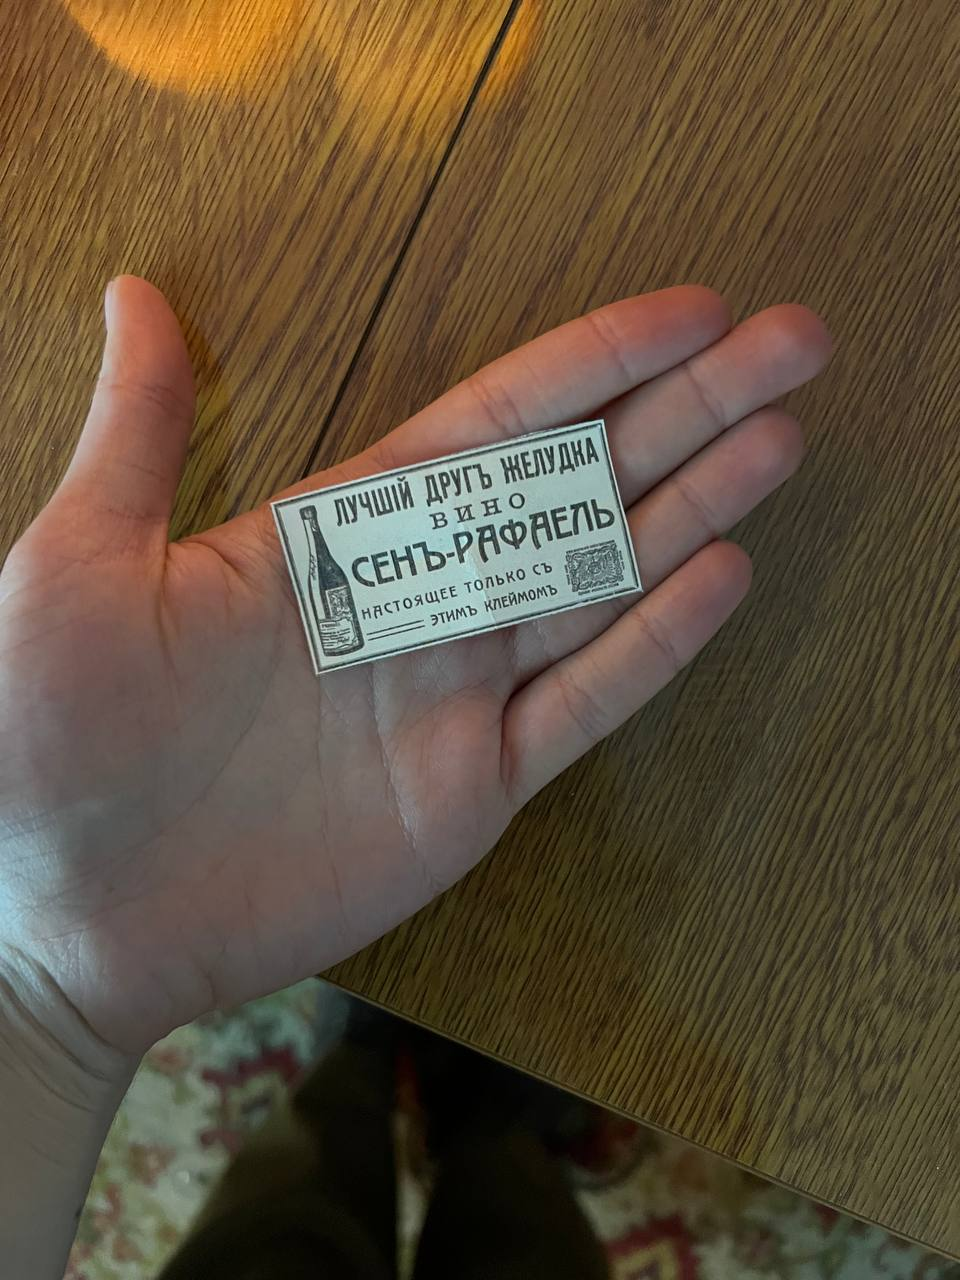 ЛУЧШІЙ ДРУГЪ ЖЕЛУДКА
ВИНО
СЕНЪ-РАФАЕЛЬ
НАСТОЯЩЕЕ ТОЛЬКО СЪ
ЭТИМЪ КЛЕЙМОМЪ